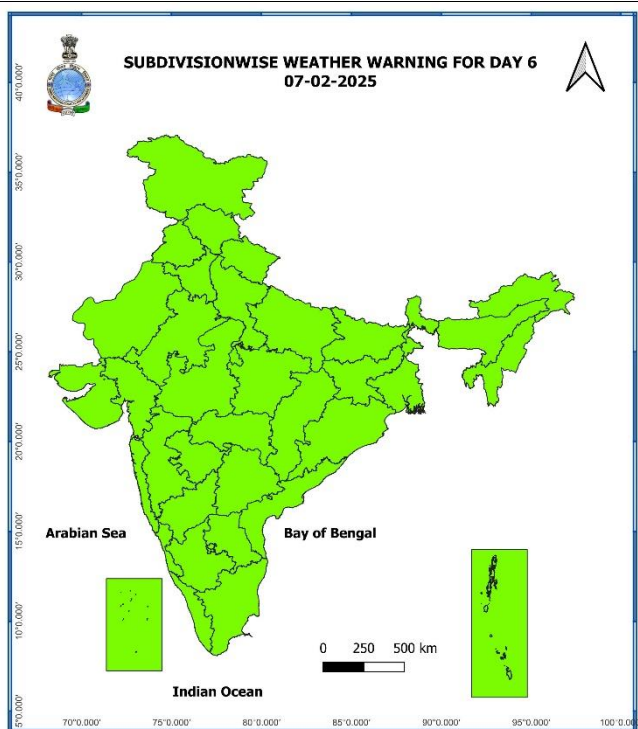 SUBDIVISIONWISE WEATHER WARNING FOR DAY 6
07-02-2025
40°0.000'
35°0.000'
30°0.000'
25°0.000'
20°0.000'
15°0.000'
10°0.000'
5°0.000'
Arabian Sea
Bay of Bengal
0 250 500 km
Indian Ocean
70°0.000' 75°0.000' 80°0.000' 85°0.000' 90°0.000' 95°0.000' 100°0.0